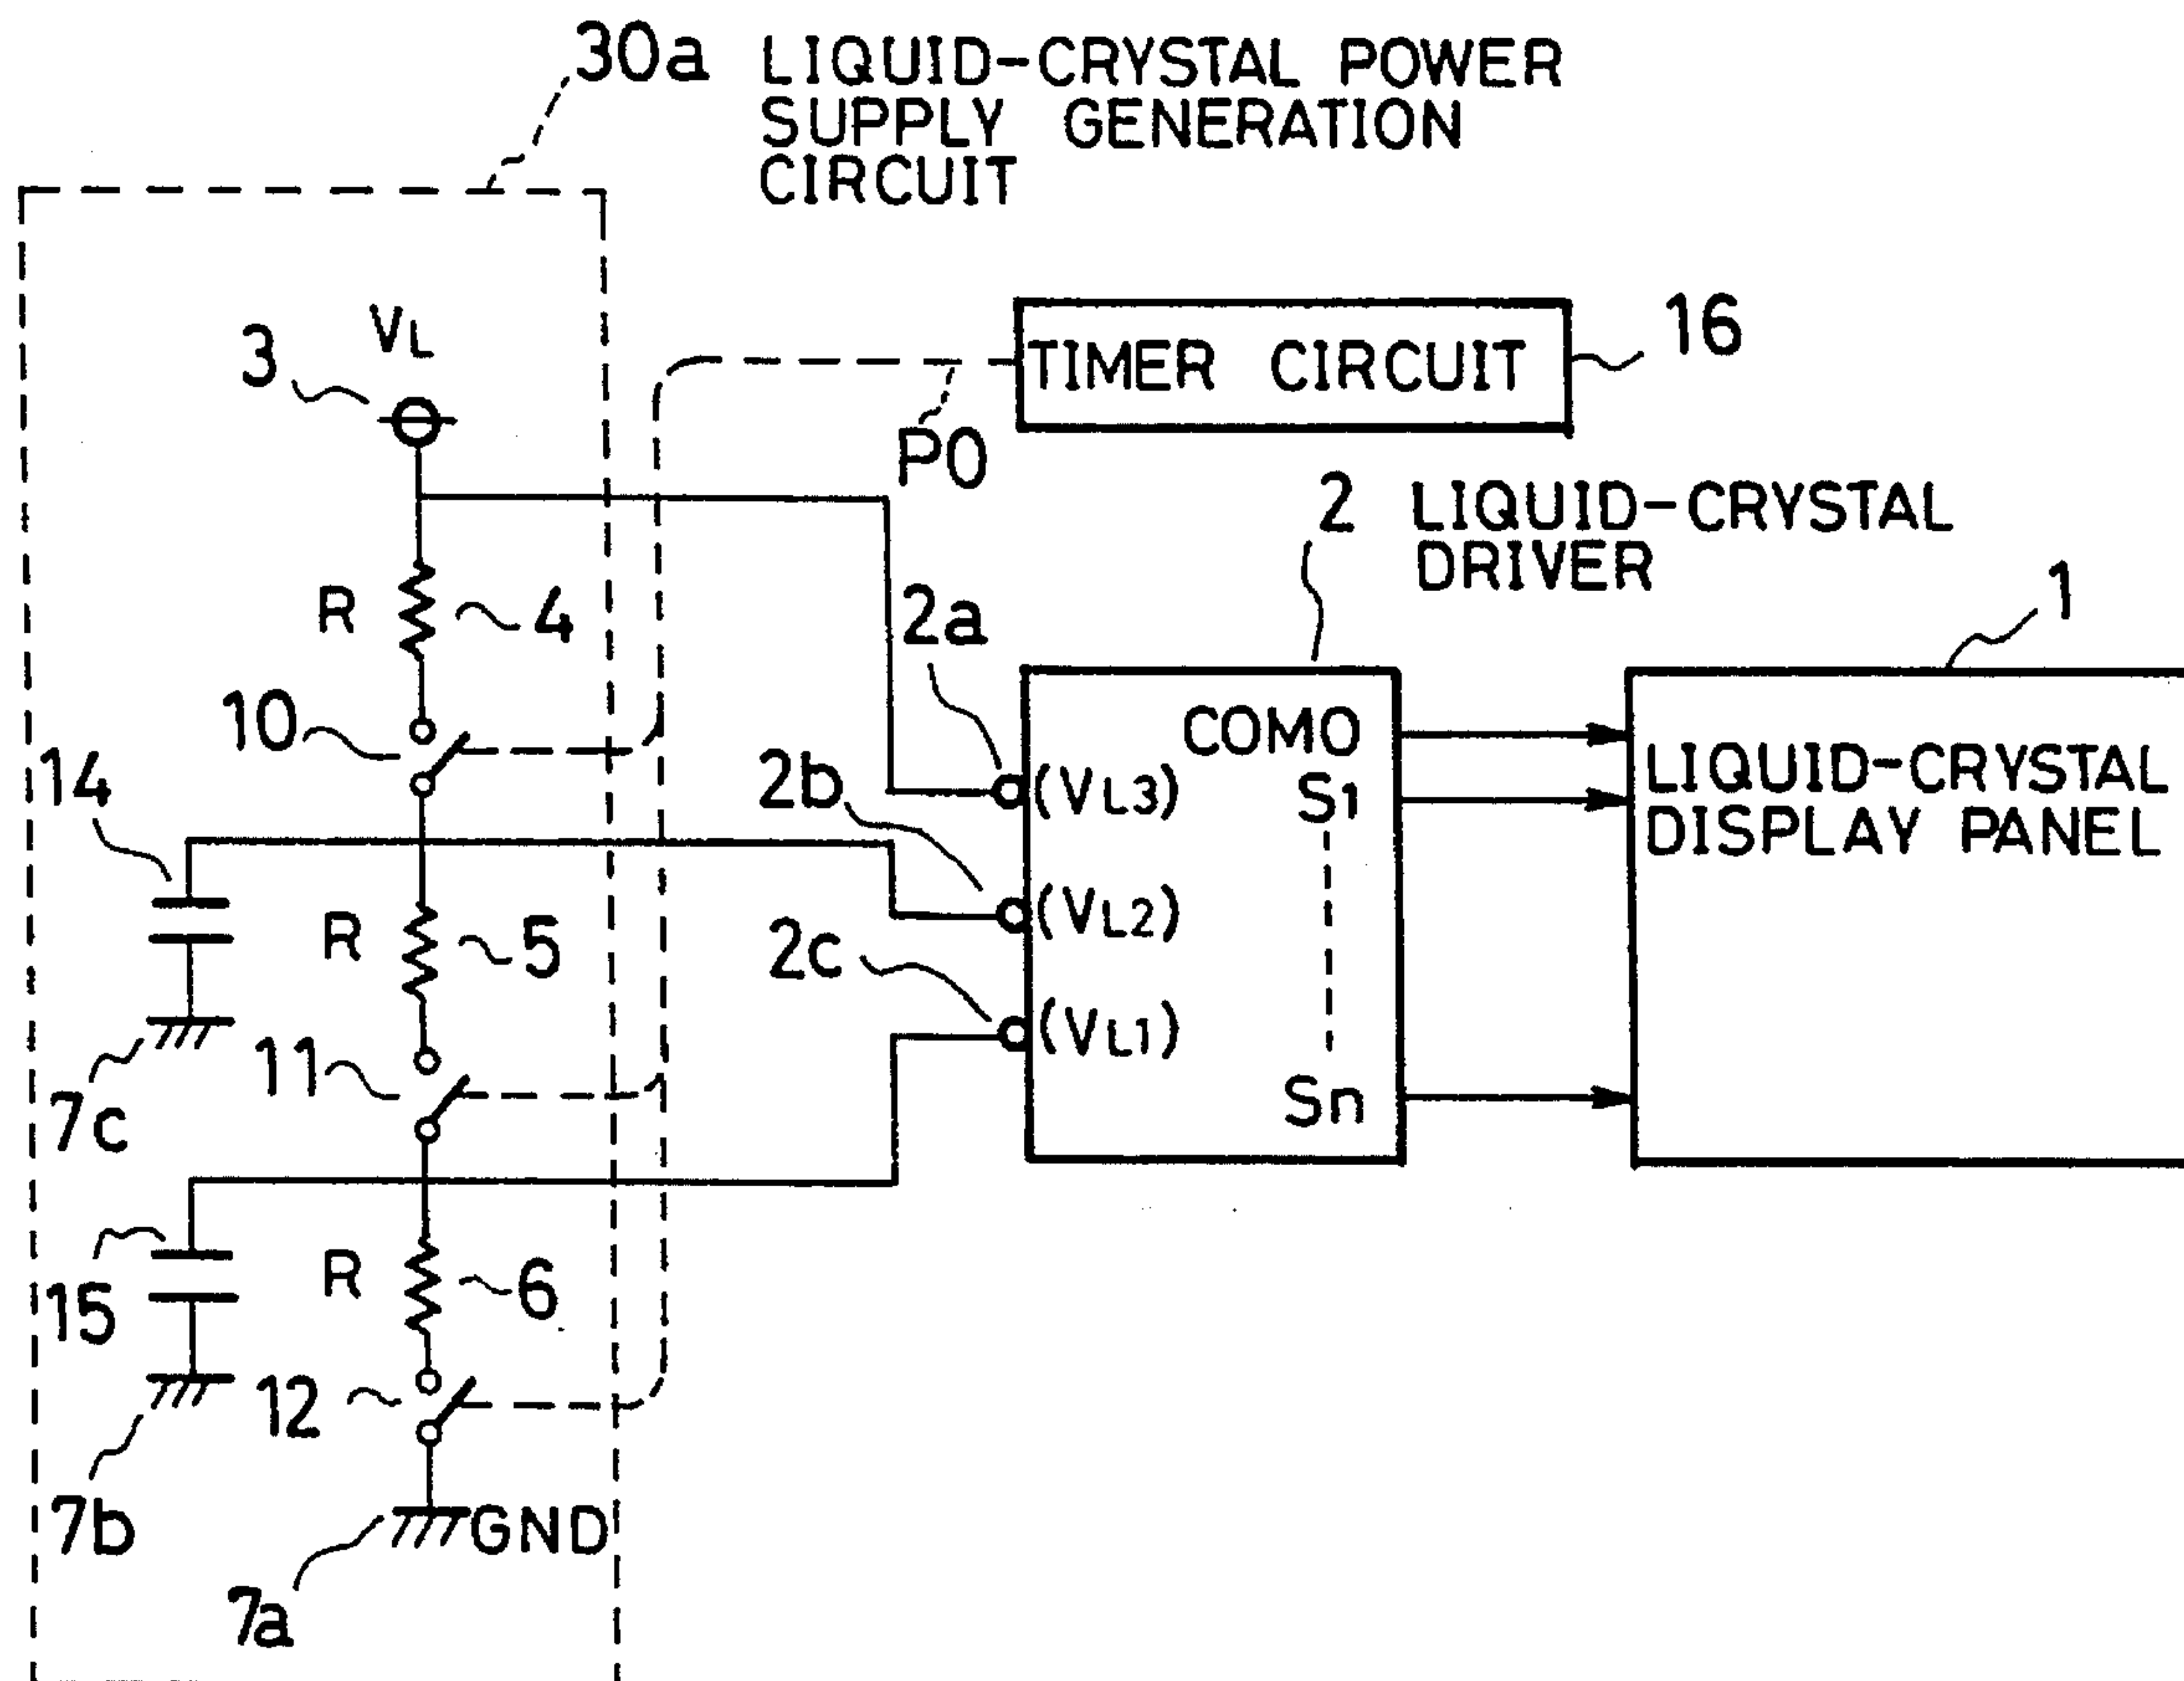 30a LIQUID-CRYSTAL POWER
SUPPLY GENERATION
CIRCUIT
3 VL
TIMER CIRCUIT 16
P0
2 LIQUID-CRYSTAL
DRIVER
1
R 4
2a
10
14
2b
COM0
(VL3) S1
LIQUID-CRYSTAL
DISPLAY PANEL
R 5
(VL2)
2c
11
(VL1)
7c
Sn
15
R 6
12
7b
GND
7a